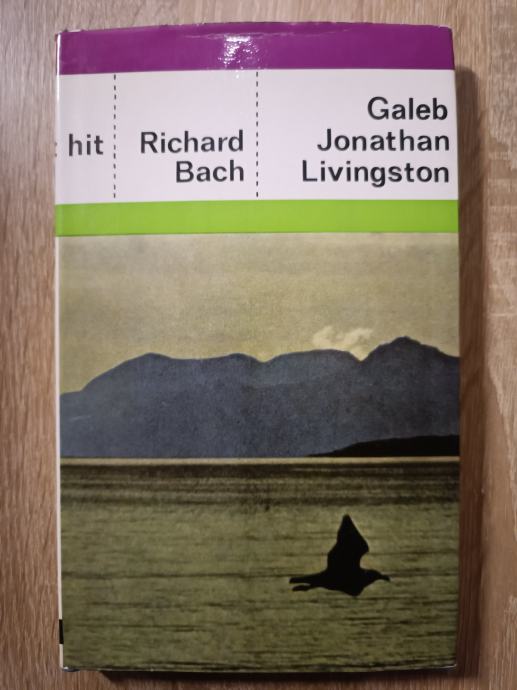 hit
Richard
Bach
Galeb
Jonathan
Livingston